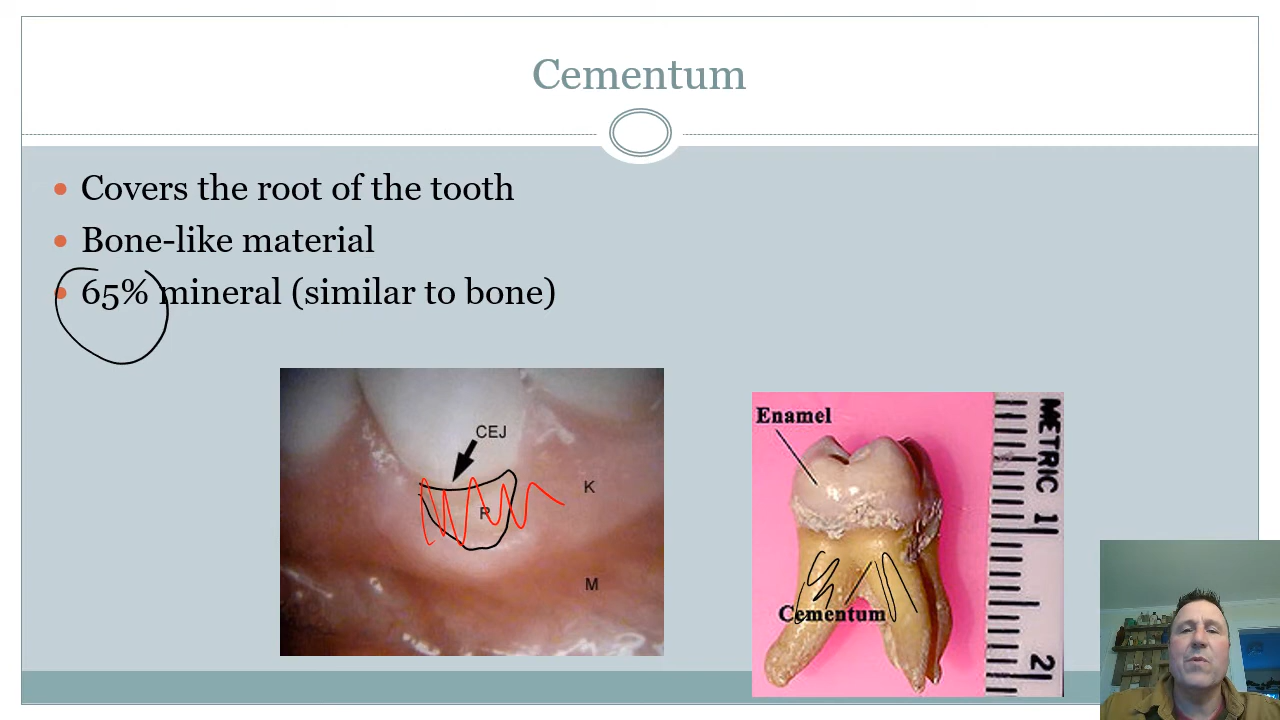 Cementum
• Covers the root of the tooth
• Bone-like material
• 65% mineral (similar to bone)
CEJ
R
K
M
Enamel
Cementum
METRIC 1
2